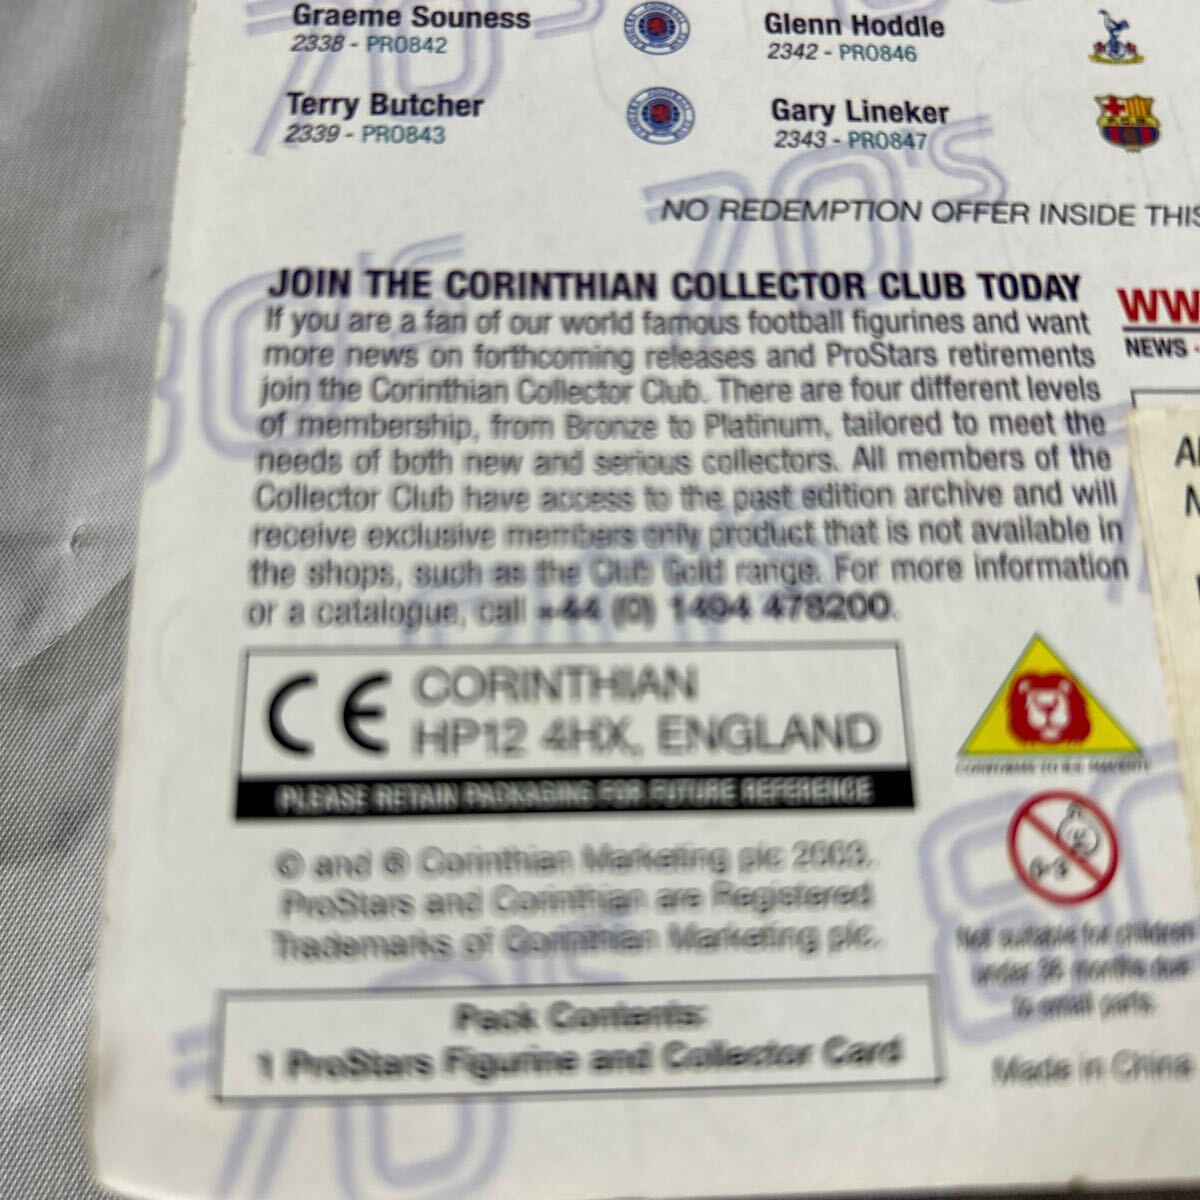 Graeme Souness
2338 - PRO842
Glenn Hoddle
2342 - PRO846
Terry Butcher
2339 - PRO843
Gary Lineker
2343 - PRO847
NO REDEMPTION OFFER INSIDE THIS
JOIN THE CORINTHIAN COLLECTOR CLUB TODAY
If you are a fan of our world famous football figurines and want
more news on forthcoming releases and ProStars retirements
join the Corinthian Collector Club. There are four different levels
of membership, from Bronze to Platinum, tailored to meet the
needs of both new and serious collectors. All members of the
Collector Club have access to the past edition archive and will
receive exclusive members only product that is not available in
the shops, such as the Club Gold range. For more information
or a catalogue, call +44 (0) 1494 478200.
WW
NEWS
CE CORINTHIAN
HP12 4HX, ENGLAND
PLEASE RETAIN PACKAGING FOR FUTURE REFERENCE
© and ® Corinthian Marketing plc 2003.
ProStars and Corinthian are Registered
Trademarks of Corinthian Marketing plc.
Pack Contents:
1 ProStars Figurine and Collector Card
0-3
Not suitable for children
under 36 months due
to small parts.
Made in China
70's
80's
70's